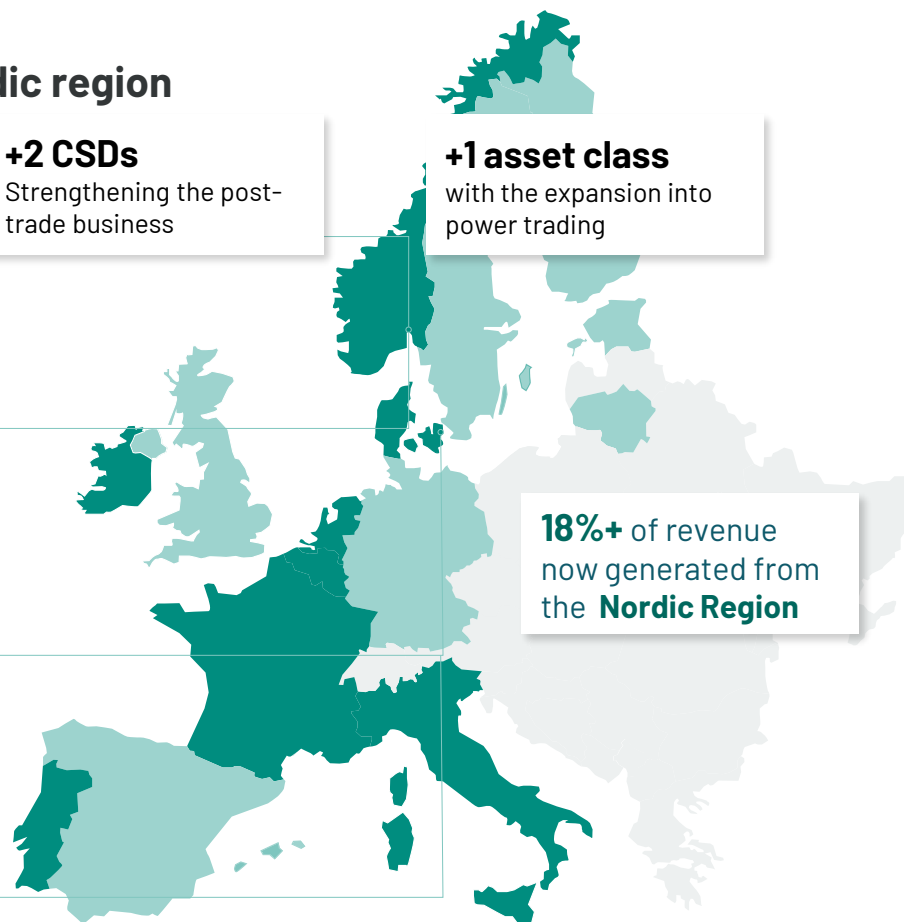 dic region
+2 CSDs
Strengthening the post-
trade business
+1 asset class
with the expansion into
power trading
18%+ of revenue
now generated from
the Nordic Region